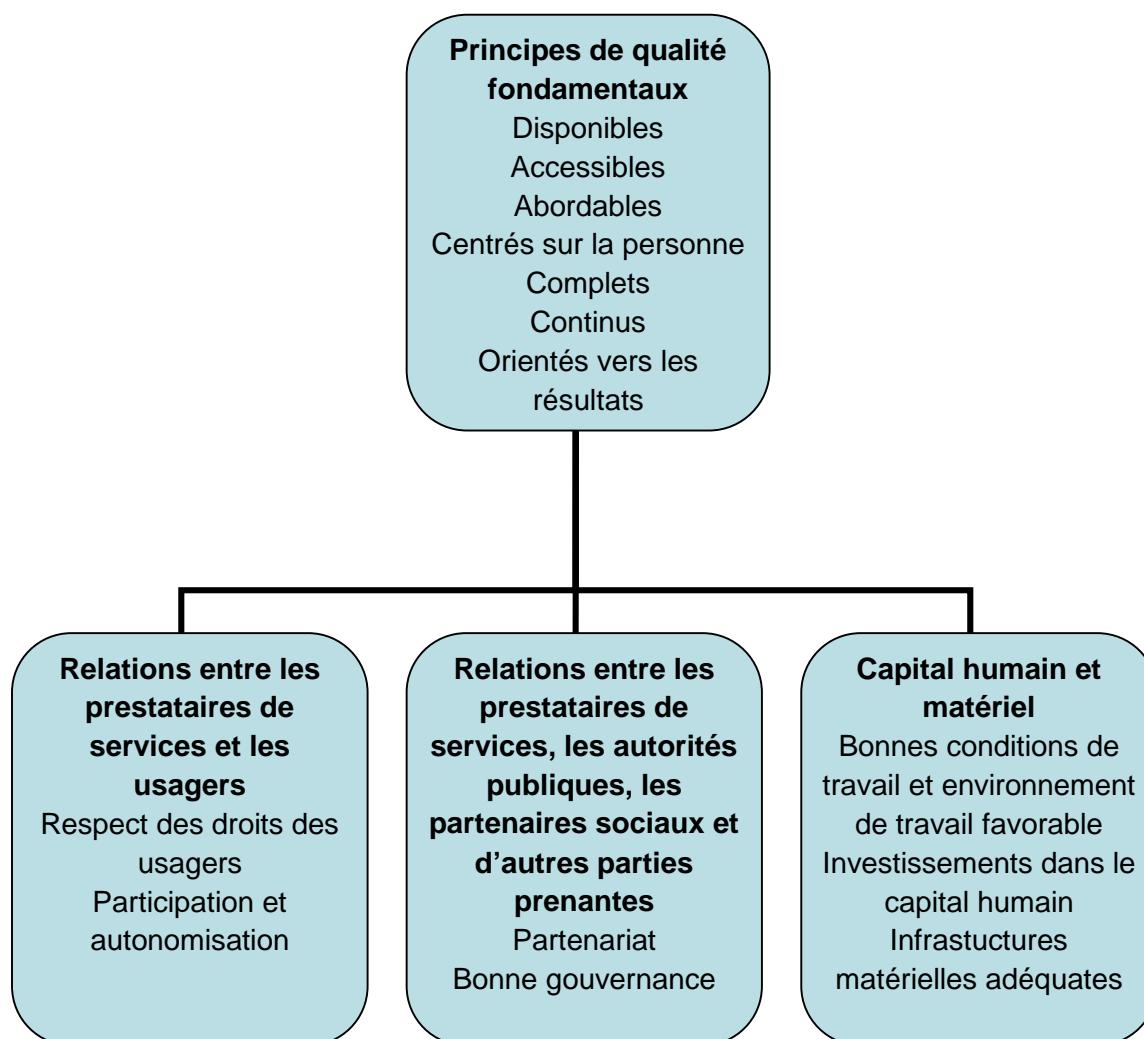 Principes de qualité
fondamentaux
Disponibles
Accessibles
Abordables
Centrés sur la personne
Complets
Continus
Orientés vers les
résultats
Relations entre les
prestataires de
services et les
usagers
Respect des droits des
usagers
Participation et
autonomisation
Relations entre les
prestataires de
services, les autorités
publiques, les
partenaires sociaux et
d’autres parties
prenantes
Partenariat
Bonne gouvernance
Capital humain et
matériel
Bonnes conditions de
travail et environnement
de travail favorable
Investissements dans le
capital humain
Infrastuctures
matérielles adéquates